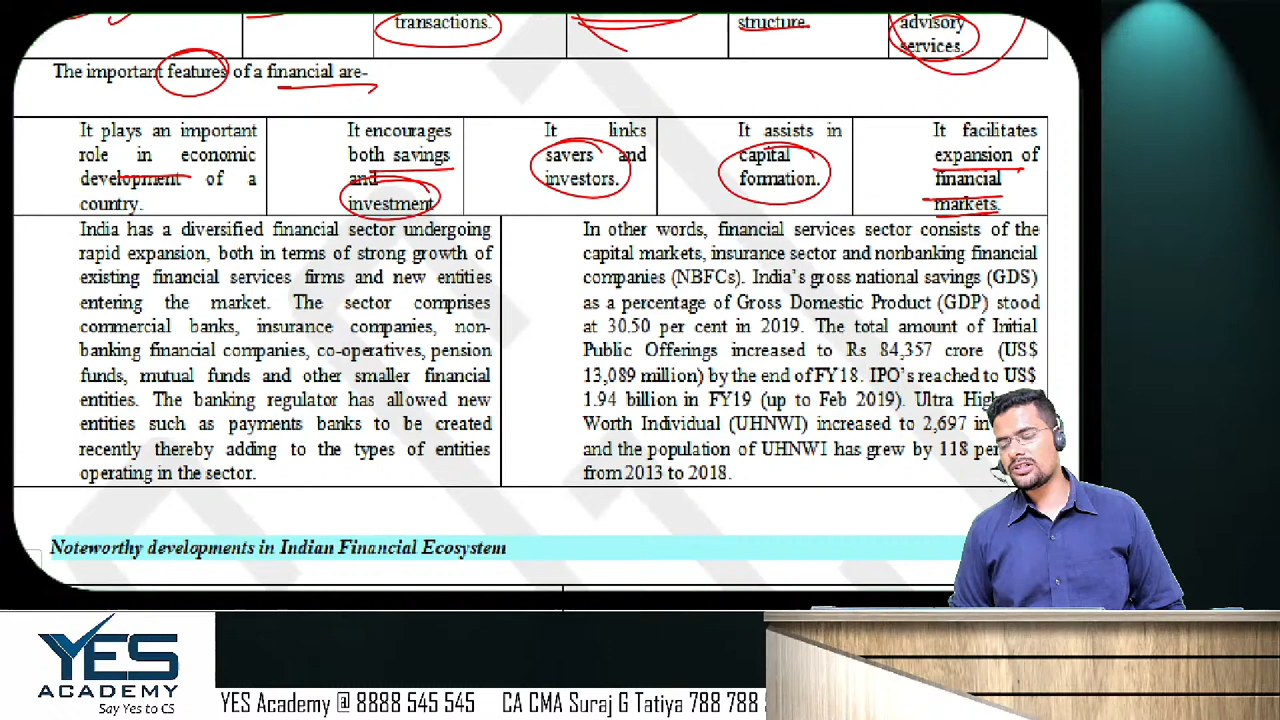 transactions.
structure.
advisory
services.
The important features of a financial are-
It plays an important
role in economic
development of a
country.
It encourages
both savings
and
investment
It links
savers and
investors.
It assists in
capital
formation.
It facilitates
expansion of
financial
markets.
India has a diversified financial sector undergoing
rapid expansion, both in terms of strong growth of
existing financial services firms and new entities
entering the market. The sector comprises
commercial banks, insurance companies, non-
banking financial companies, co-operatives, pension
funds, mutual funds and other smaller financial
entities. The banking regulator has allowed new
entities such as payments banks to be created
recently thereby adding to the types of entities
operating in the sector.
In other words, financial services sector consists of the
capital markets, insurance sector and nonbanking financial
companies (NBFCs). India's gross national savings (GDS)
as a percentage of Gross Domestic Product (GDP) stood
at 30.50 per cent in 2019. The total amount of Initial
Public Offerings increased to Rs 84,357 crore (US$
13,089 million) by the end of FY18. IPO's reached to US$
1.94 billion in FY19 (up to Feb 2019). Ultra High
Worth Individual (UHNWI) increased to 2,697 in
and the population of UHNWI has grew by 118 per
from 2013 to 2018.
Noteworthy developments in Indian Financial Ecosystem
YES
ACADEMY
Say Yes to CS
YES Academy @ 8888 545 545 CA CMA Suraj G Tatiya 788 788